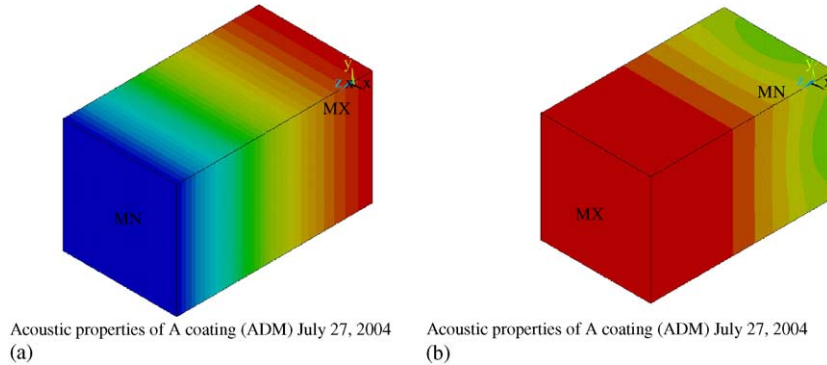 y
z x x
MX
MN
Acoustic properties of A coating (ADM) July 27, 2004
(a)
y
z
MN
MX
Acoustic properties of A coating (ADM) July 27, 2004
(b)